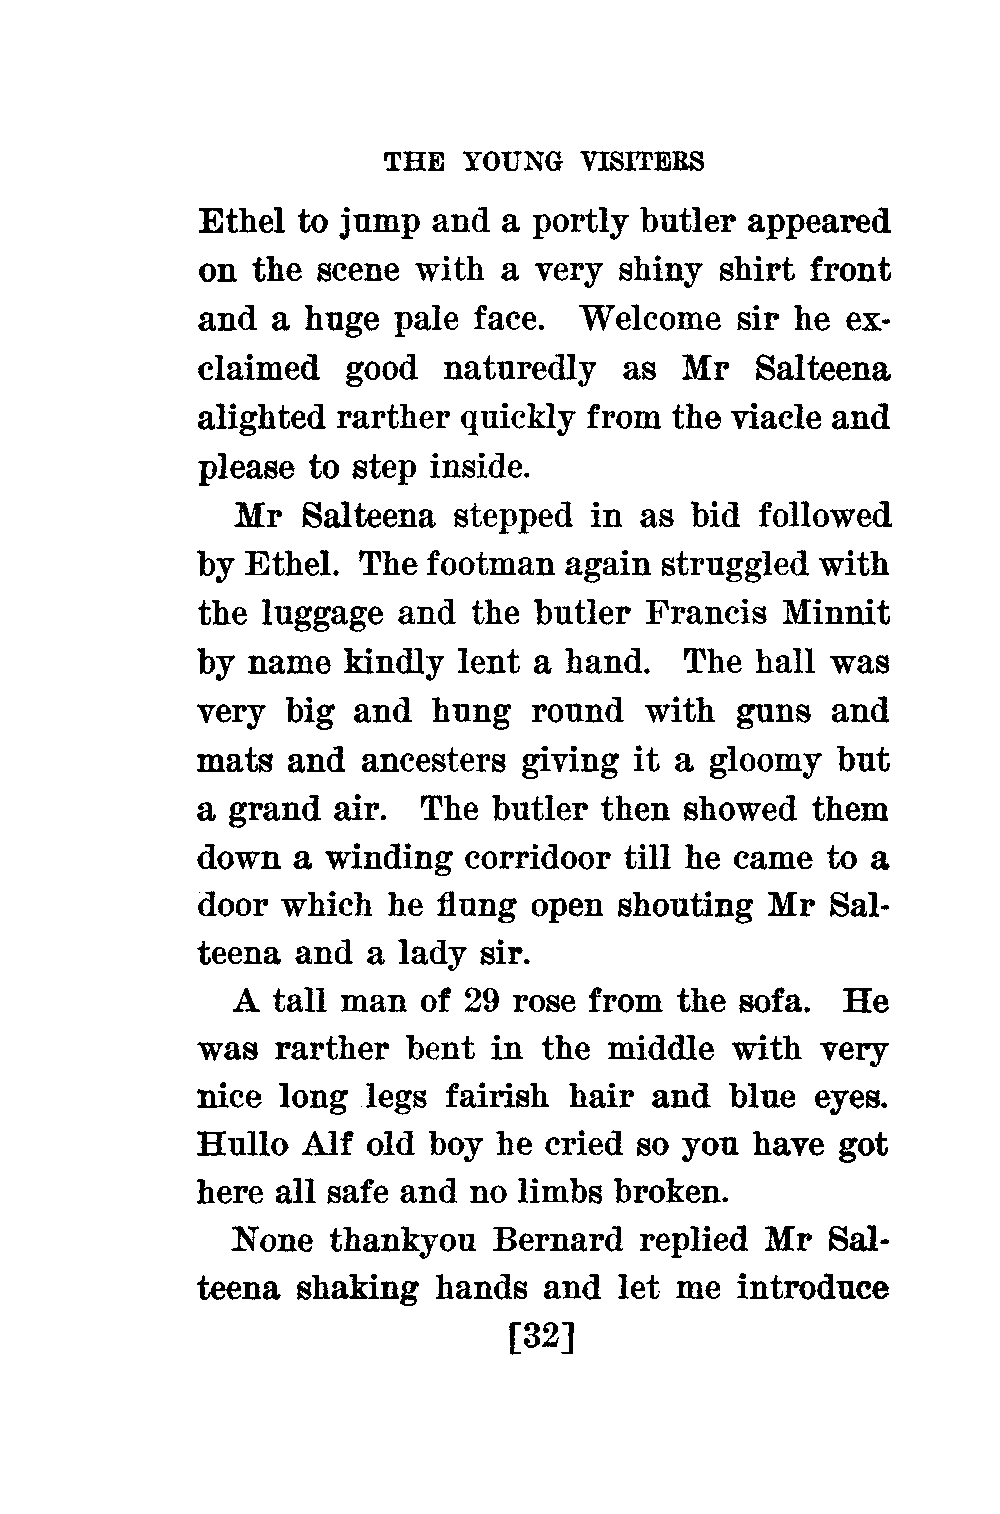 THE YOUNG VISITERS
Ethel to jump and a portly butler appeared
on the scene with a very shiny shirt front
and a huge pale face. Welcome sir he ex-
claimed good naturedly as Mr Salteena
alighted rarther quickly from the viacle and
please to step inside.
Mr Salteena stepped in as bid followed
by Ethel. The footman again struggled with
the luggage and the butler Francis Minnit
by name kindly lent a hand. The hall was
very big and hung round with guns and
mats and ancesters giving it a gloomy but
a grand air. The butler then showed them
down a winding corridoor till he came to a
door which he flung open shouting Mr Sal-
teena and a lady sir.
A tall man of 29 rose from the sofa. He
was rarther bent in the middle with very
nice long legs fairish hair and blue eyes.
Hullo Alf old boy he cried so you have got
here all safe and no limbs broken.
None thankyou Bernard replied Mr Sal-
teena shaking hands and let me introduce
[32]